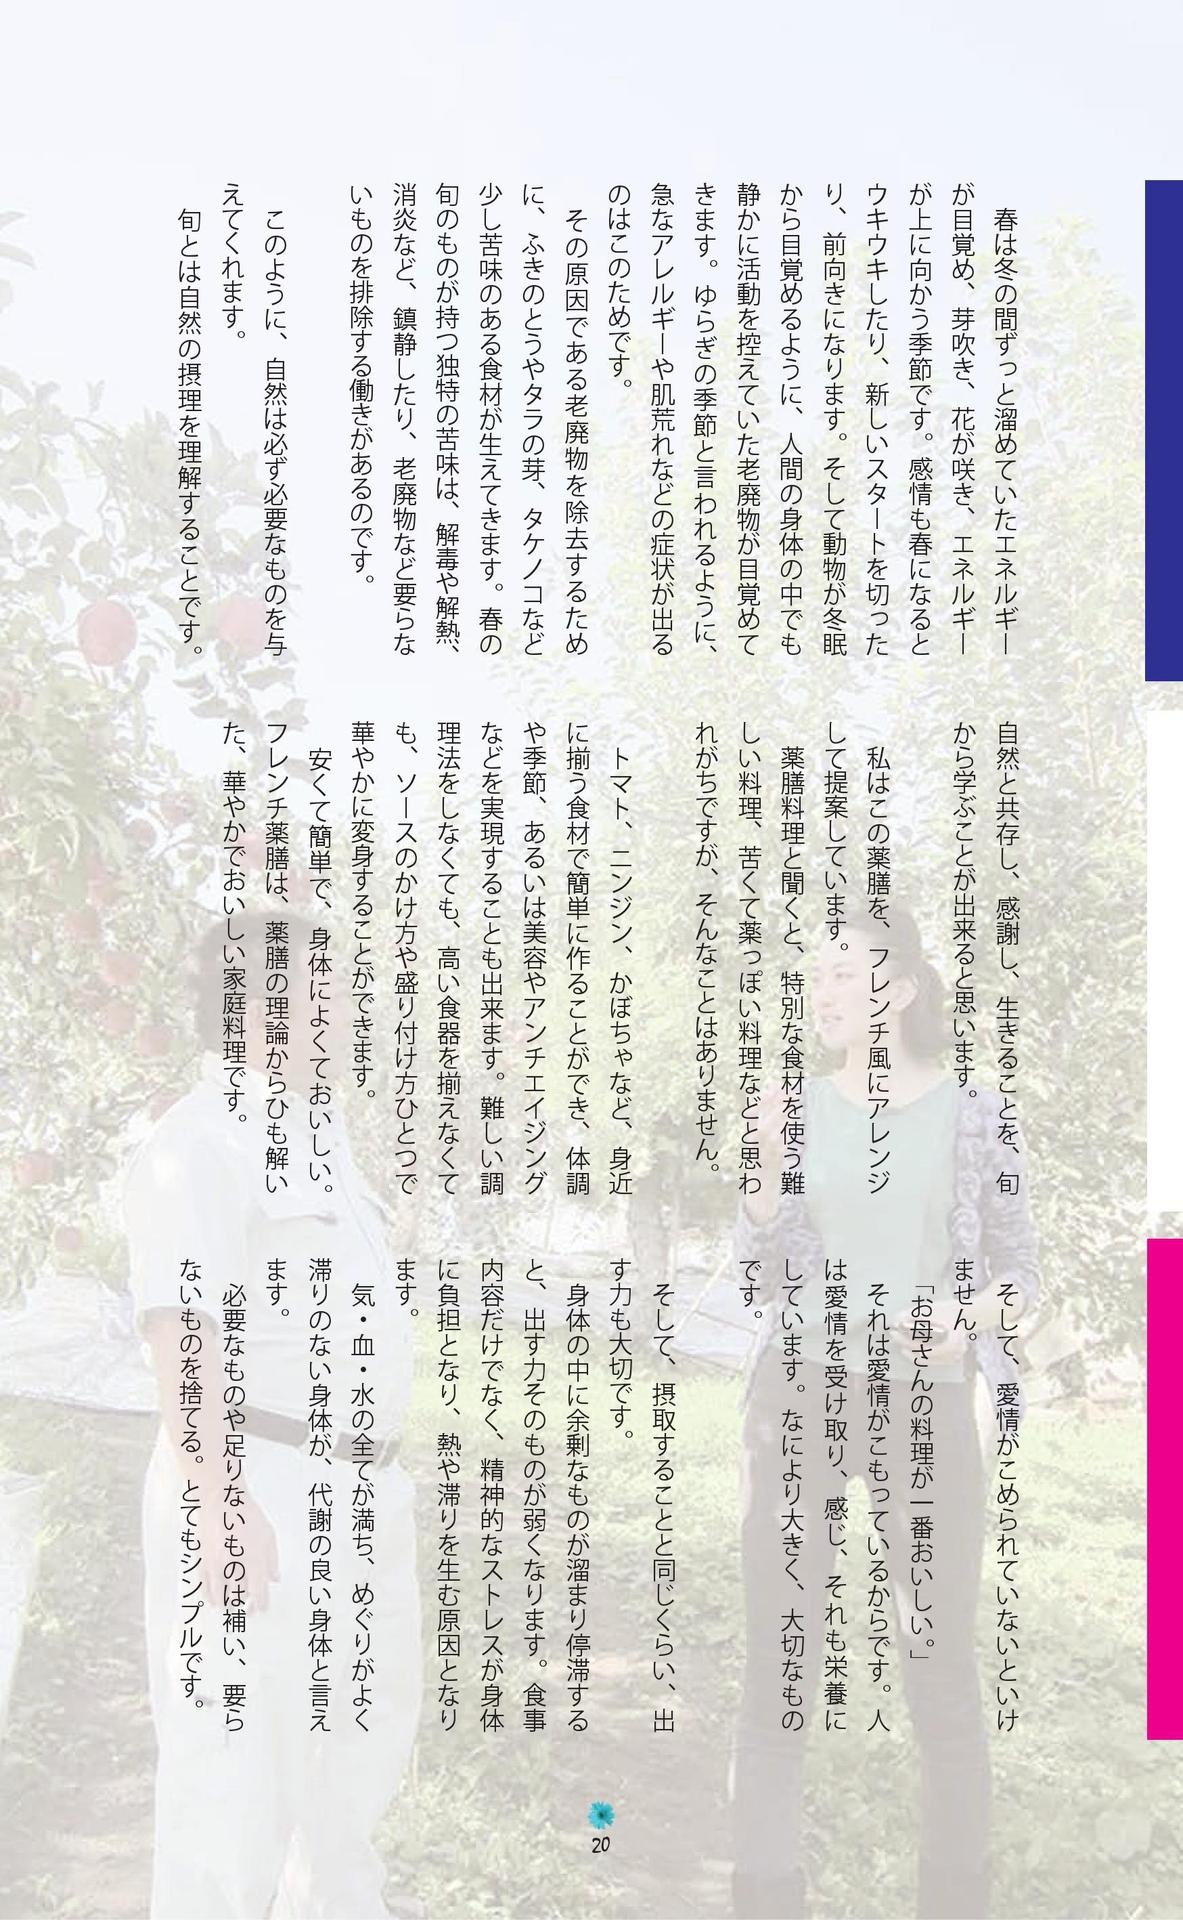 春は冬の間ずっと溜めていたエネルギー
が目覚め、芽吹き、花が咲き、エネルギー
が上に向かう季節です。感情も春になると
ウキウキしたり、新しいスタートを切った
り、前向きになります。そして動物が冬眠
から目覚めるように、人間の身体の中でも
静かに活動を控えていた老廃物が目覚めて
きます。ゆらぎの季節と言われるように、
急なアレルギーや肌荒れなどの症状が出る
のはこのためです。
　その原因である老廃物を除去するため
に、ふきのとうやタラの芽、タケノコなど
少し苦味のある食材が生えてきます。春の
旬のものが持つ独特の苦味は、解毒や解熱、
消炎など、鎮静したり、老廃物など要らな
いものを排除する働きがあるのです。
　このように、自然は必ず必要なものを与
えてくれます。
　旬とは自然の摂理を理解することです。
自然と共存し、感謝し、生きることを、旬
から学ぶことが出来ると思います。
　私はこの薬膳を、フレンチ風にアレンジ
して提案しています。
　薬膳料理と聞くと、特別な食材を使う難
しい料理、苦くて薬っぽい料理などと思わ
れがちですが、そんなことはありません。
　トマト、ニンジン、かぼちゃなど、身近
に揃う食材で簡単に作ることができ、体調
や季節、あるいは美容やアンチエイジング
などを実現することも出来ます。難しい調
理法をしなくても、高い食器を揃えなくて
も、ソースのかけ方や盛り付け方ひとつで
華やかに変身することができます。
　安くて簡単で、身体によくておいしい。
フレンチ薬膳は、薬膳の理論からひも解い
た、華やかでおいしい家庭料理です。
　そして、愛情がこめられていないといけ
ません。
「お母さんの料理が一番おいしい。」
　それは愛情がこもっているからです。人
は愛情を受け取り、感じ、それも栄養に
しています。なにより大きく、大切なもの
です。
　そして、摂取することと同じくらい、出
す力も大切です。
　身体の中に余剰なものが溜まり停滞する
と、出す力そのものが弱くなります。食事
内容だけでなく、精神的なストレスが身体
に負担となり、熱や滞りを生む原因となり
ます。
　気・血・水の全てが満ち、めぐりがよく
滞りのない身体が、代謝の良い身体と言え
ます。
　必要なものや足りないものは補い、要ら
ないものを捨てる。とてもシンプルです。
20